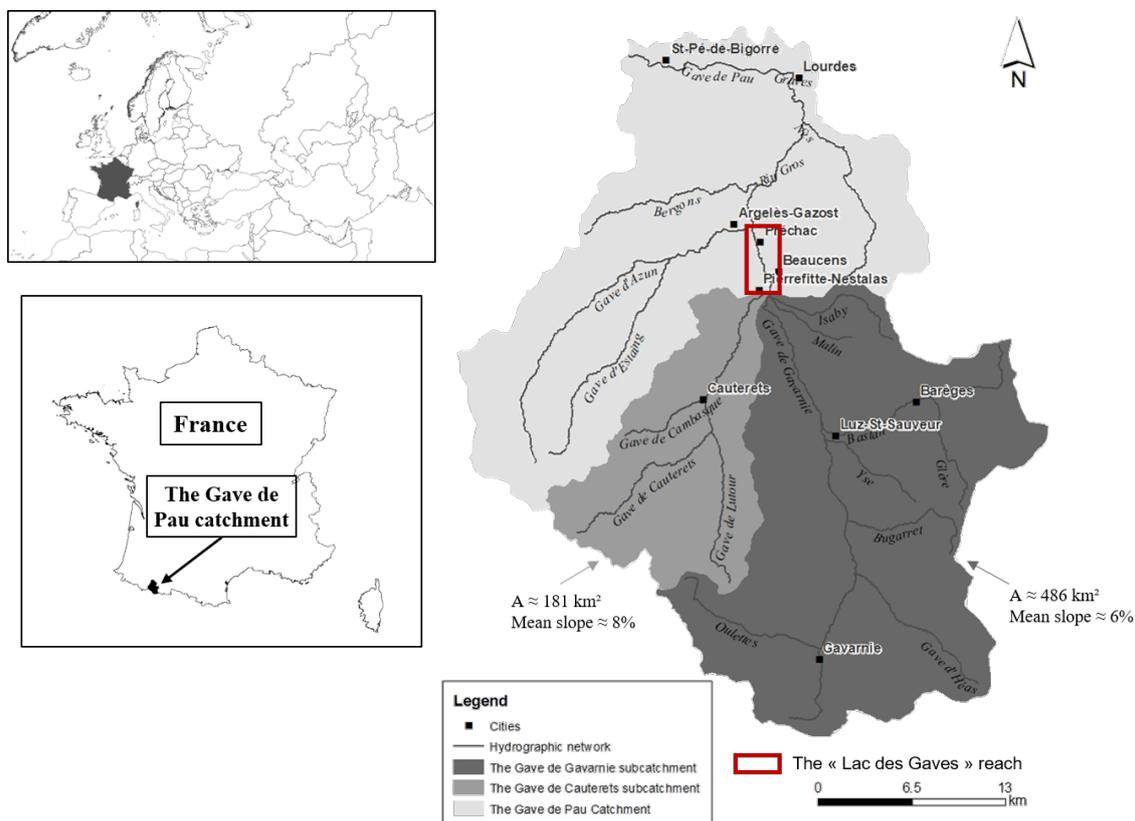 France
The Gave de
Pau catchment
N
St-Pé-de-Bigorre
Gave de Pau
Graves
Lourdes
Riu Gros
Bergons
Argelès-Gazost
Préchac
Beaucens
Pierrefitte-Nestalas
Gave d'Azun
Gave d'Estaing
Isaby
Malin
Gave de Gavarnie
Cauterets
Gave de Cambasque
Gave de Cauterets
Gave de Lutour
Barèges
Luz-St-Sauveur
Bastan
Yse
Glère
Bugarret
A ≈ 181 km²
Mean slope ≈ 8%
A ≈ 486 km²
Mean slope ≈ 6%
Oulettes
Gavarnie
Gave d'Héas
Legend
Cities
Hydrographic network
The Gave de Gavarnie subcatchment
The Gave de Cauterets subcatchment
The Gave de Pau Catchment
The « Lac des Gaves » reach
0 6.5 13
km